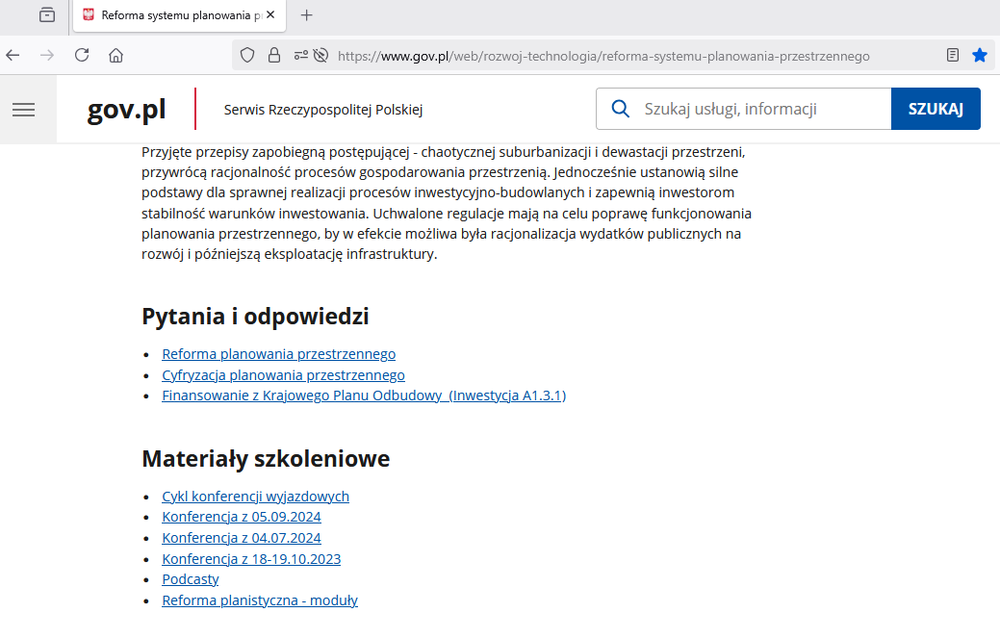 Reforma systemu planowania p
https://www.gov.pl/web/rozwoj-technologia/reforma-systemu-planowania-przestrzennego
gov.pl
Serwis Rzeczypospolitej Polskiej
Szukaj usługi, informacji
SZUKAJ
Przyjęte przepisy zapobiegną postępującej - chaotycznej suburbanizacji i dewastacji przestrzeni,
przywrócą racjonalność procesów gospodarowania przestrzenią. Jednocześnie ustanowią silne
podstawy dla sprawnej realizacji procesów inwestycyjno-budowlanych i zapewnią inwestorom
stabilność warunków inwestowania. Uchwalone regulacje mają na celu poprawę funkcjonowania
planowania przestrzennego, by w efekcie możliwa była racjonalizacja wydatków publicznych na
rozwój i późniejszą eksploatację infrastruktury.
Pytania i odpowiedzi
Reforma planowania przestrzennego
Cyfryzacja planowania przestrzennego
Finansowanie z Krajowego Planu Odbudowy  (Inwestycja A1.3.1)
Materiały szkoleniowe
Cykl konferencji wyjazdowych
Konferencja z 05.09.2024
Konferencja z 04.07.2024
Konferencja z 18-19.10.2023
Podcasty
Reforma planistyczna - moduły